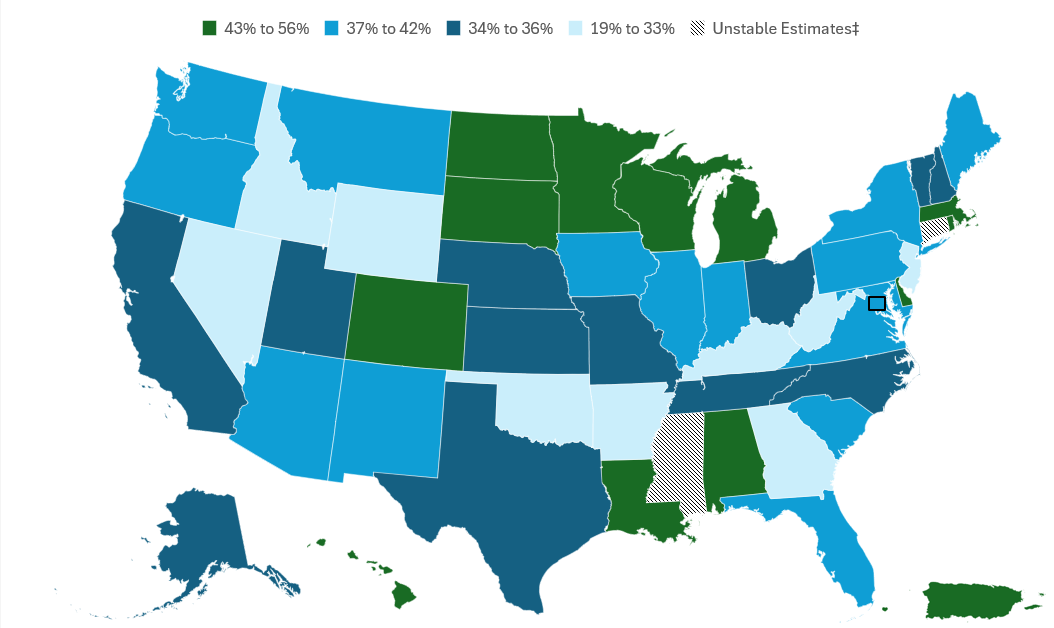 43% to 56% 37% to 42% 34% to 36% 19% to 33% Unstable Estimates‡